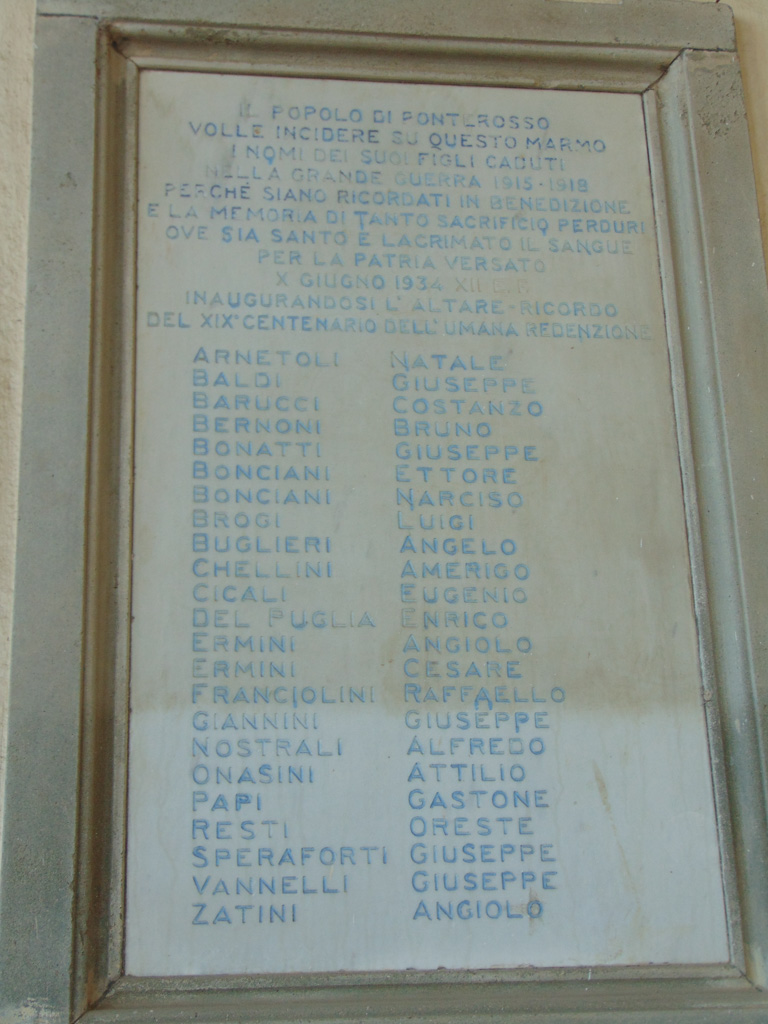 IL POPOLO DI PONTEROSSO
VOLLE INCIDERE SU QUESTO MARMO
I NOMI DEI SUOI FIGLI CADUTI
NELLA GRANDE GUERRA 1915-1918
PERCHÉ SIANO RICORDATI IN BENEDIZIONE
E LA MEMORIA DI TANTO SACRIFICIO PERDURI
OVE SIA SANTO E LAGRIMATO IL SANGUE
PER LA PATRIA VERSATO
X GIUGNO 1934 XII E.F.
INAUGURANDOSI L'ALTARE-RICORDO
DEL XIX° CENTENARIO DELL'UMANA REDENZIONE
ARNETOLI NATALE
BALDI GIUSEPPE
BARUCCI COSTANZO
BERNONI BRUNO
BONATTI GIUSEPPE
BONCIANI ETTORE
BONCIANI NARCISO
BROGI LUIGI
BUGLIERI ANGELO
CHELLINI AMERIGO
CICALI EUGENIO
DEL PUGLIA ENRICO
ERMINI ANGIOLO
ERMINI CESARE
FRANCIOLINI RAFFAELLO
GIANNINI GIUSEPPE
NOSTRALI ALFREDO
ONASINI ATTILIO
PAPI GASTONE
RESTI ORESTE
SPERAFORTI GIUSEPPE
VANNELLI GIUSEPPE
ZATINI ANGIOLO